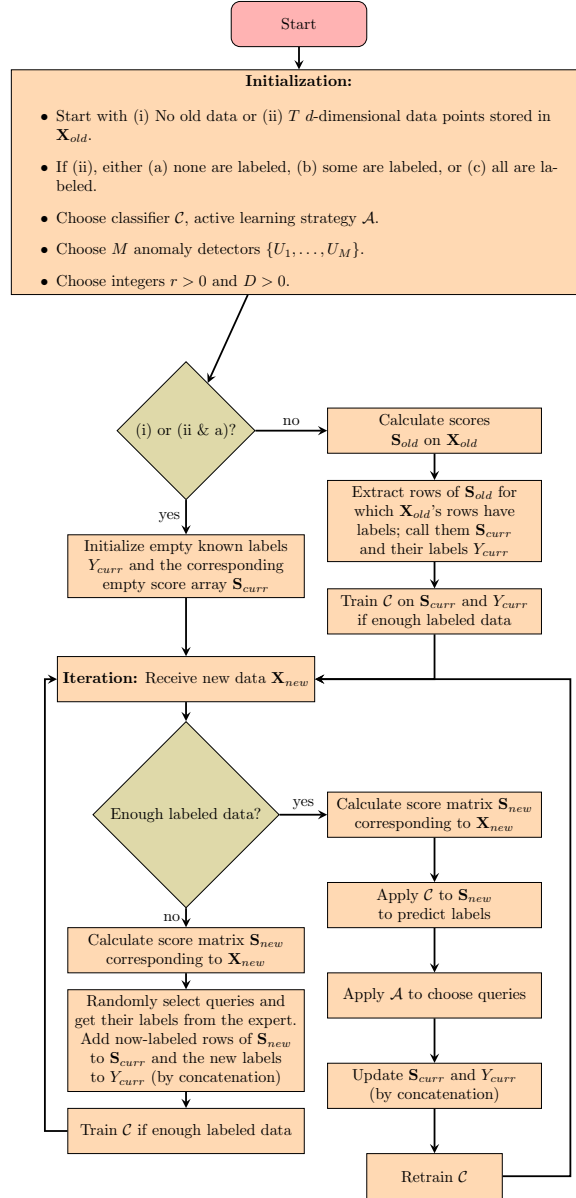 Start
Initialization:
• Start with (i) No old data or (ii) T d-dimensional data points stored in
X_old.
• If (ii), either (a) none are labeled, (b) some are labeled, or (c) all are la-
beled.
• Choose classifier 𝒞, active learning strategy 𝒜.
• Choose M anomaly detectors {U_1, . . . , U_M}.
• Choose integers r > 0 and D > 0.
(i) or (ii & a)?
no
Calculate scores
S_old on X_old
Extract rows of S_old for
which X_old's rows have
labels; call them S_curr
and their labels Y_curr
Train 𝒞 on S_curr and Y_curr
if enough labeled data
yes
Initialize empty known labels
Y_curr and the corresponding
empty score array S_curr
Iteration: Receive new data X_new
Enough labeled data?
yes
Calculate score matrix S_new
corresponding to X_new
Apply 𝒞 to S_new
to predict labels
Apply 𝒜 to choose queries
Update S_curr and Y_curr
(by concatenation)
Retrain 𝒞
no
Calculate score matrix S_new
corresponding to X_new
Randomly select queries and
get their labels from the expert.
Add now-labeled rows of S_new
to S_curr and the new labels
to Y_curr (by concatenation)
Train 𝒞 if enough labeled data